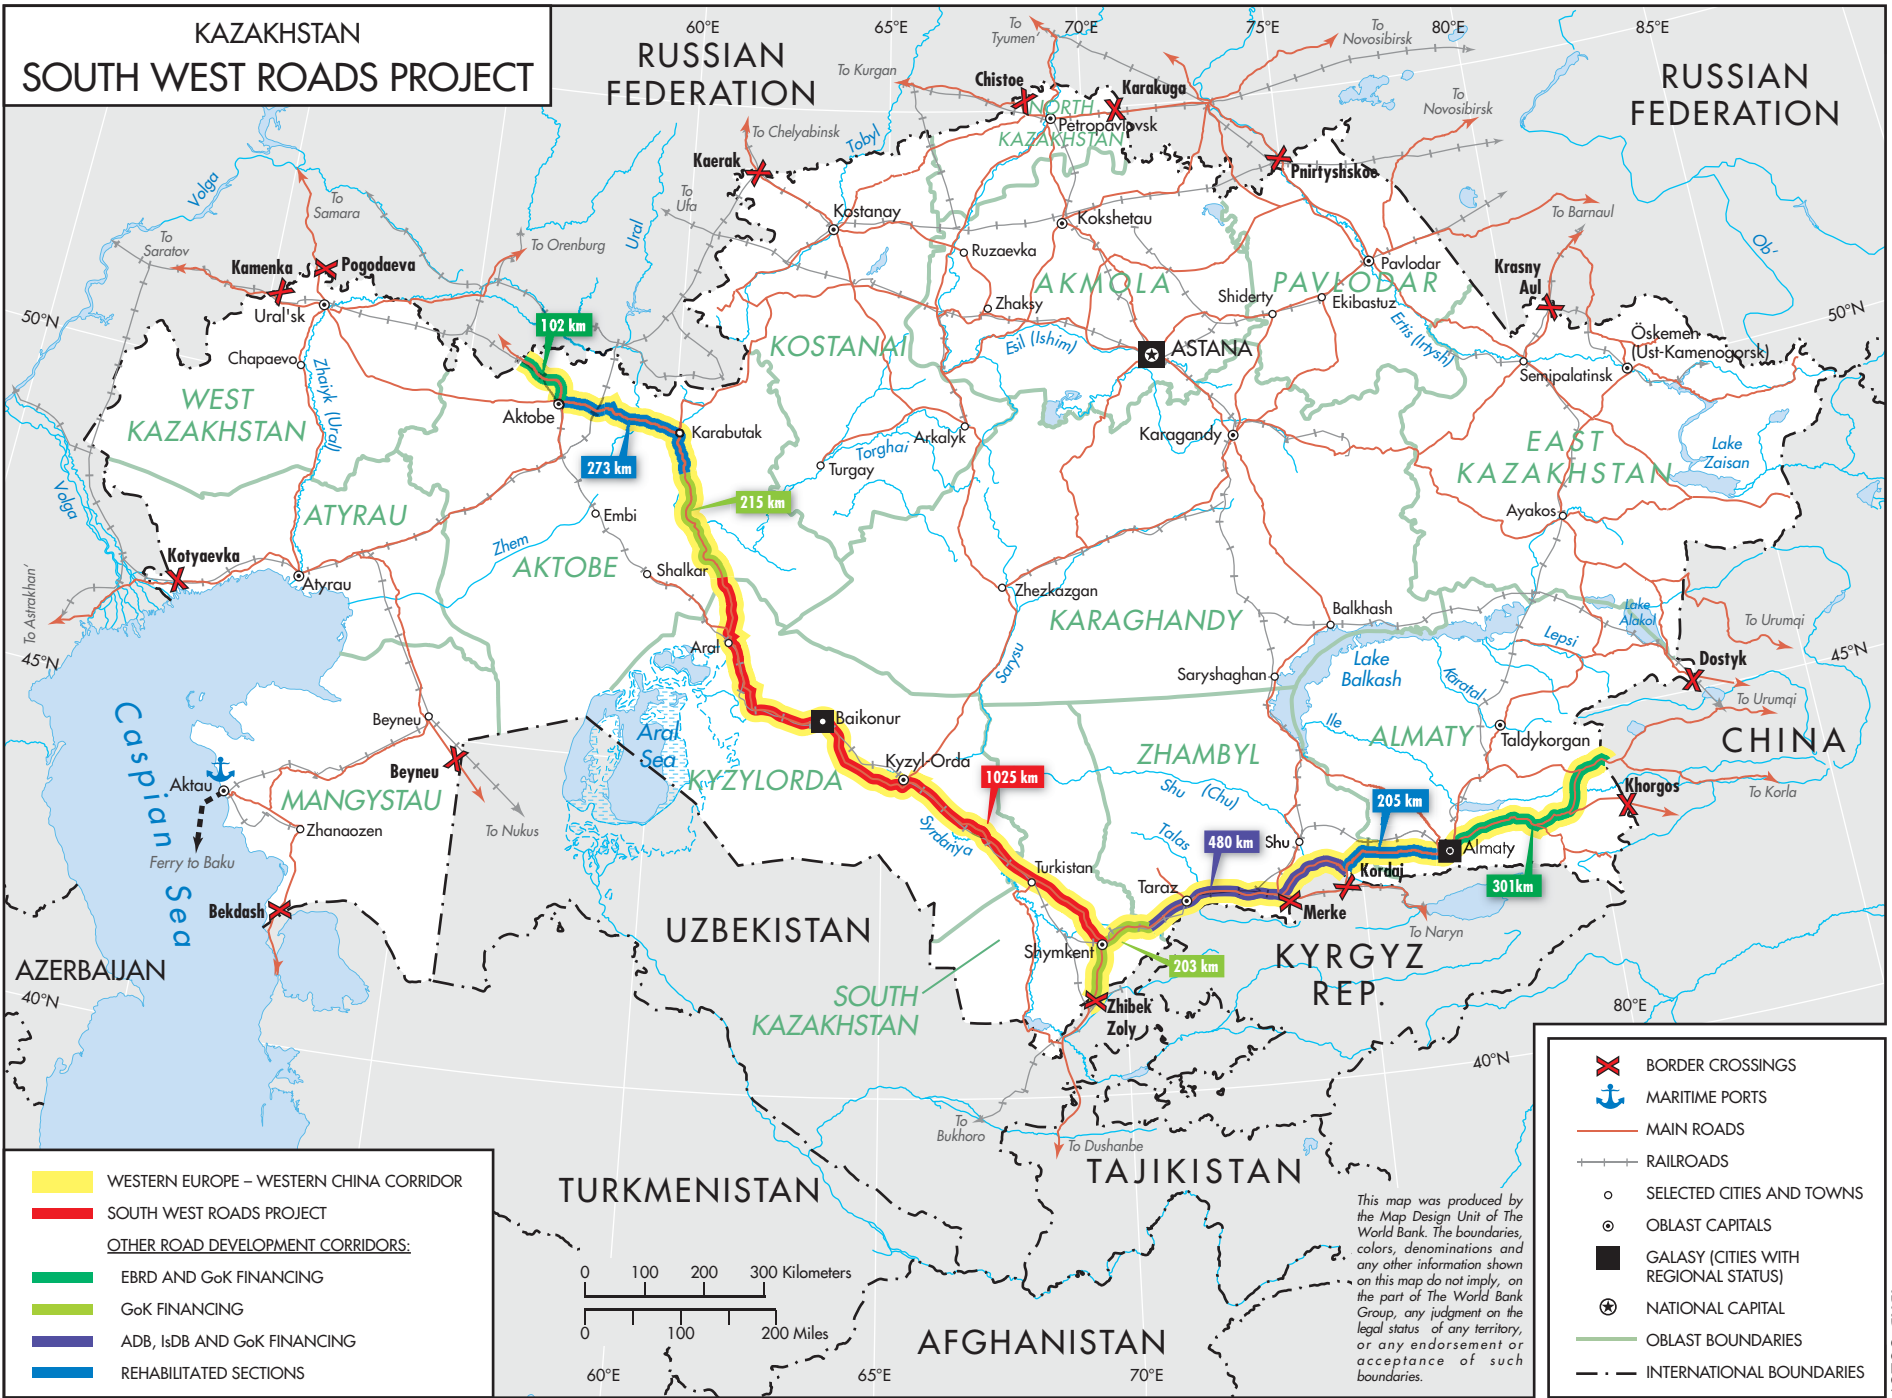 KAZAKHSTAN
SOUTH WEST ROADS PROJECT
60°E
65°E
70°E
75°E
80°E
85°E
RUSSIAN
FEDERATION
RUSSIAN
FEDERATION
To
Tyumen'
To
Novosibirsk
To Kurgan
Chistoe
Karakuga
To
Novosibirsk
NORTH
KAZAKHSTAN
Petropavlovsk
To Chelyabinsk
Tobyl
Kaerak
Pnirtyshskoe
Volga
To
Samara
To
Ufa
Ural
Kostanay
Kokshetau
To Barnaul
Ob'
To
Saratov
To Orenburg
Ruzaevka
Pavlodar
Kamenka
Pogodaeva
AKMOLA
PAVLODAR
Krasny
Aul
Ural'sk
Zhaksy
Shiderty
Ekibastuz
50°N
50°N
102 km
Chapaevo
Zhaiyk (Ural)
KOSTANAI
Esil (Ishim)
ASTANA
Ertis (Irtysh)
Öskemen
(Ust-Kamenogorsk)
Semipalatinsk
WEST
KAZAKHSTAN
Aktobe
Karabutak
Arkalyk
Karagandy
EAST
KAZAKHSTAN
Lake
Zaisan
273 km
Torghai
Turgay
Volga
215 km
ATYRAU
Embi
Ayakos
Zhem
Kotyaevka
AKTOBE
Shalkar
Atyrau
Zhezkazgan
To Astrakhan'
KARAGHANDY
Balkhash
Lake
Alakol
To Urumqi
Lepsi
45°N
45°N
Aral
Sarysu
Saryshaghan
Lake
Balkash
Karatal
Dostyk
To Urumqi
Caspian Sea
Beyneu
Aral
Sea
Baikonur
Ile
ALMATY
Taldykorgan
CHINA
Beyneu
ZHAMBYL
Kyzyl-Orda
KYZYLORDA
1025 km
Shu (Chu)
Aktau
MANGYSTAU
Khorgos
To Korla
205 km
Zhanaozen
To Nukus
Syrdariya
Talas
480 km
Shu
Almaty
Ferry to Baku
Turkistan
Taraz
Kordaj
301km
Bekdash
Merke
UZBEKISTAN
To Naryn
Shymkent
203 km
KYRGYZ
REP.
AZERBAIJAN
40°N
SOUTH
KAZAKHSTAN
Zhibek
Zoly
80°E
40°N
To
Bukhoro
To Dushanbe
TAJIKISTAN
TURKMENISTAN
AFGHANISTAN
WESTERN EUROPE – WESTERN CHINA CORRIDOR
SOUTH WEST ROADS PROJECT
OTHER ROAD DEVELOPMENT CORRIDORS:
EBRD AND GoK FINANCING
GoK FINANCING
ADB, IsDB AND GoK FINANCING
REHABILITATED SECTIONS
0 100 200 300 Kilometers
0 100 200 Miles
60°E
65°E
70°E
This map was produced by
the Map Design Unit of The
World Bank. The boundaries,
colors, denominations and
any other information shown
on this map do not imply, on
the part of The World Bank
Group, any judgment on the
legal status of any territory,
or any endorsement or
acceptance of such
boundaries.
BORDER CROSSINGS
MARITIME PORTS
MAIN ROADS
RAILROADS
SELECTED CITIES AND TOWNS
OBLAST CAPITALS
GALASY (CITIES WITH
REGIONAL STATUS)
NATIONAL CAPITAL
OBLAST BOUNDARIES
INTERNATIONAL BOUNDARIES